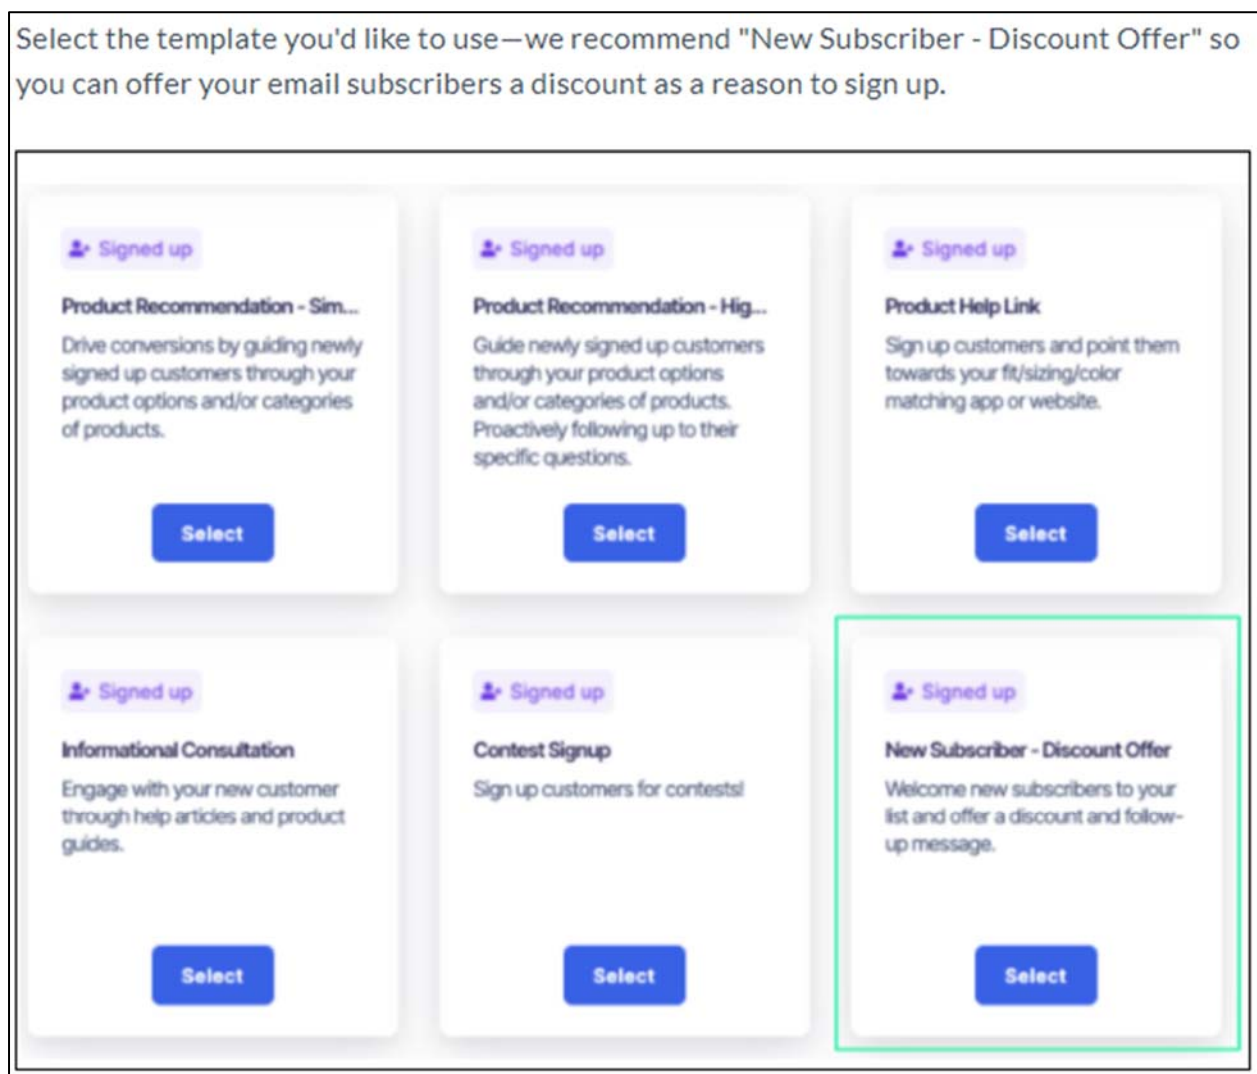 Select the template you'd like to use—we recommend "New Subscriber - Discount Offer" so
you can offer your email subscribers a discount as a reason to sign up.
Signed up
Product Recommendation - Sim...
Drive conversions by guiding newly
signed up customers through your
product options and/or categories
of products.
Select
Signed up
Product Recommendation - Hig...
Guide newly signed up customers
through your product options
and/or categories of products.
Proactively following up to their
specific questions.
Select
Signed up
Product Help Link
Sign up customers and point them
towards your fit/sizing/color
matching app or website.
Select
Signed up
Informational Consultation
Engage with your new customer
through help articles and product
guides.
Select
Signed up
Contest Signup
Sign up customers for contests!
Select
Signed up
New Subscriber - Discount Offer
Welcome new subscribers to your
list and offer a discount and follow-
up message.
Select